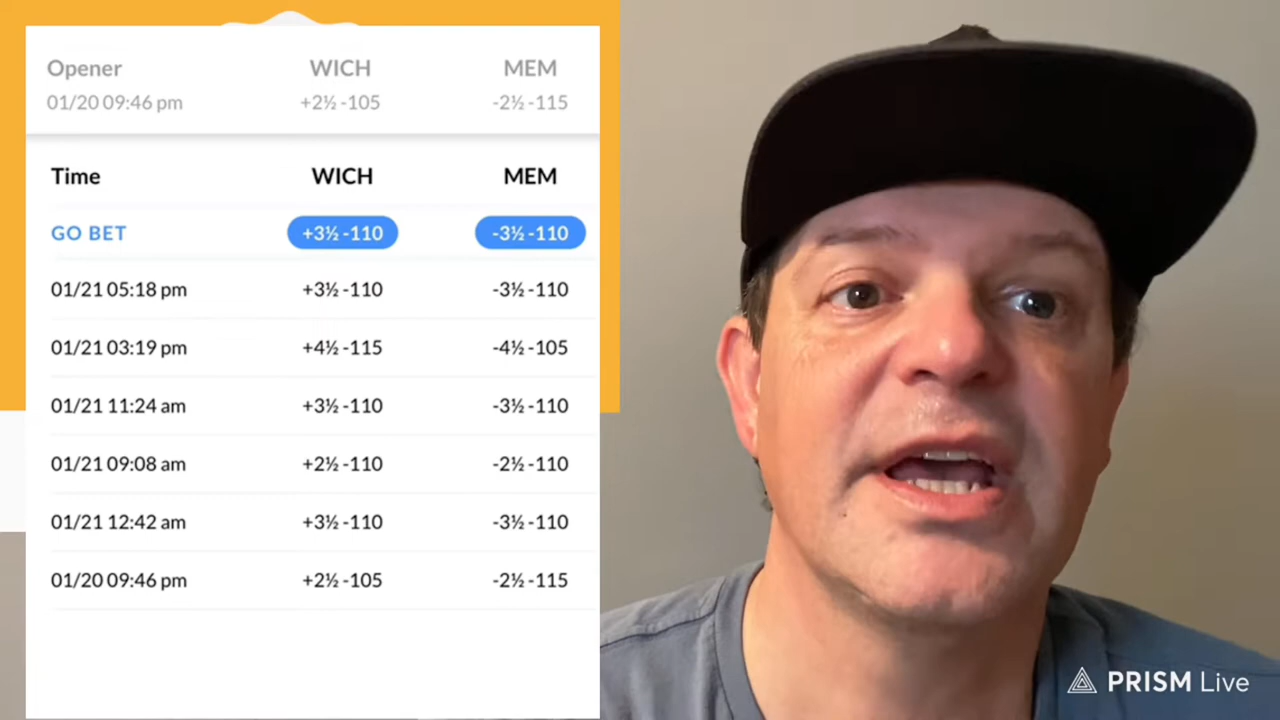 Opener WICH MEM
01/20 09:46 pm +2½ -105 -2½ -115
Time WICH MEM
GO BET +3½ -110 -3½ -110
01/21 05:18 pm +3½ -110 -3½ -110
01/21 03:19 pm +4½ -115 -4½ -105
01/21 11:24 am +3½ -110 -3½ -110
01/21 09:08 am +2½ -110 -2½ -110
01/21 12:42 am +3½ -110 -3½ -110
01/20 09:46 pm +2½ -105 -2½ -115
PRISM Live